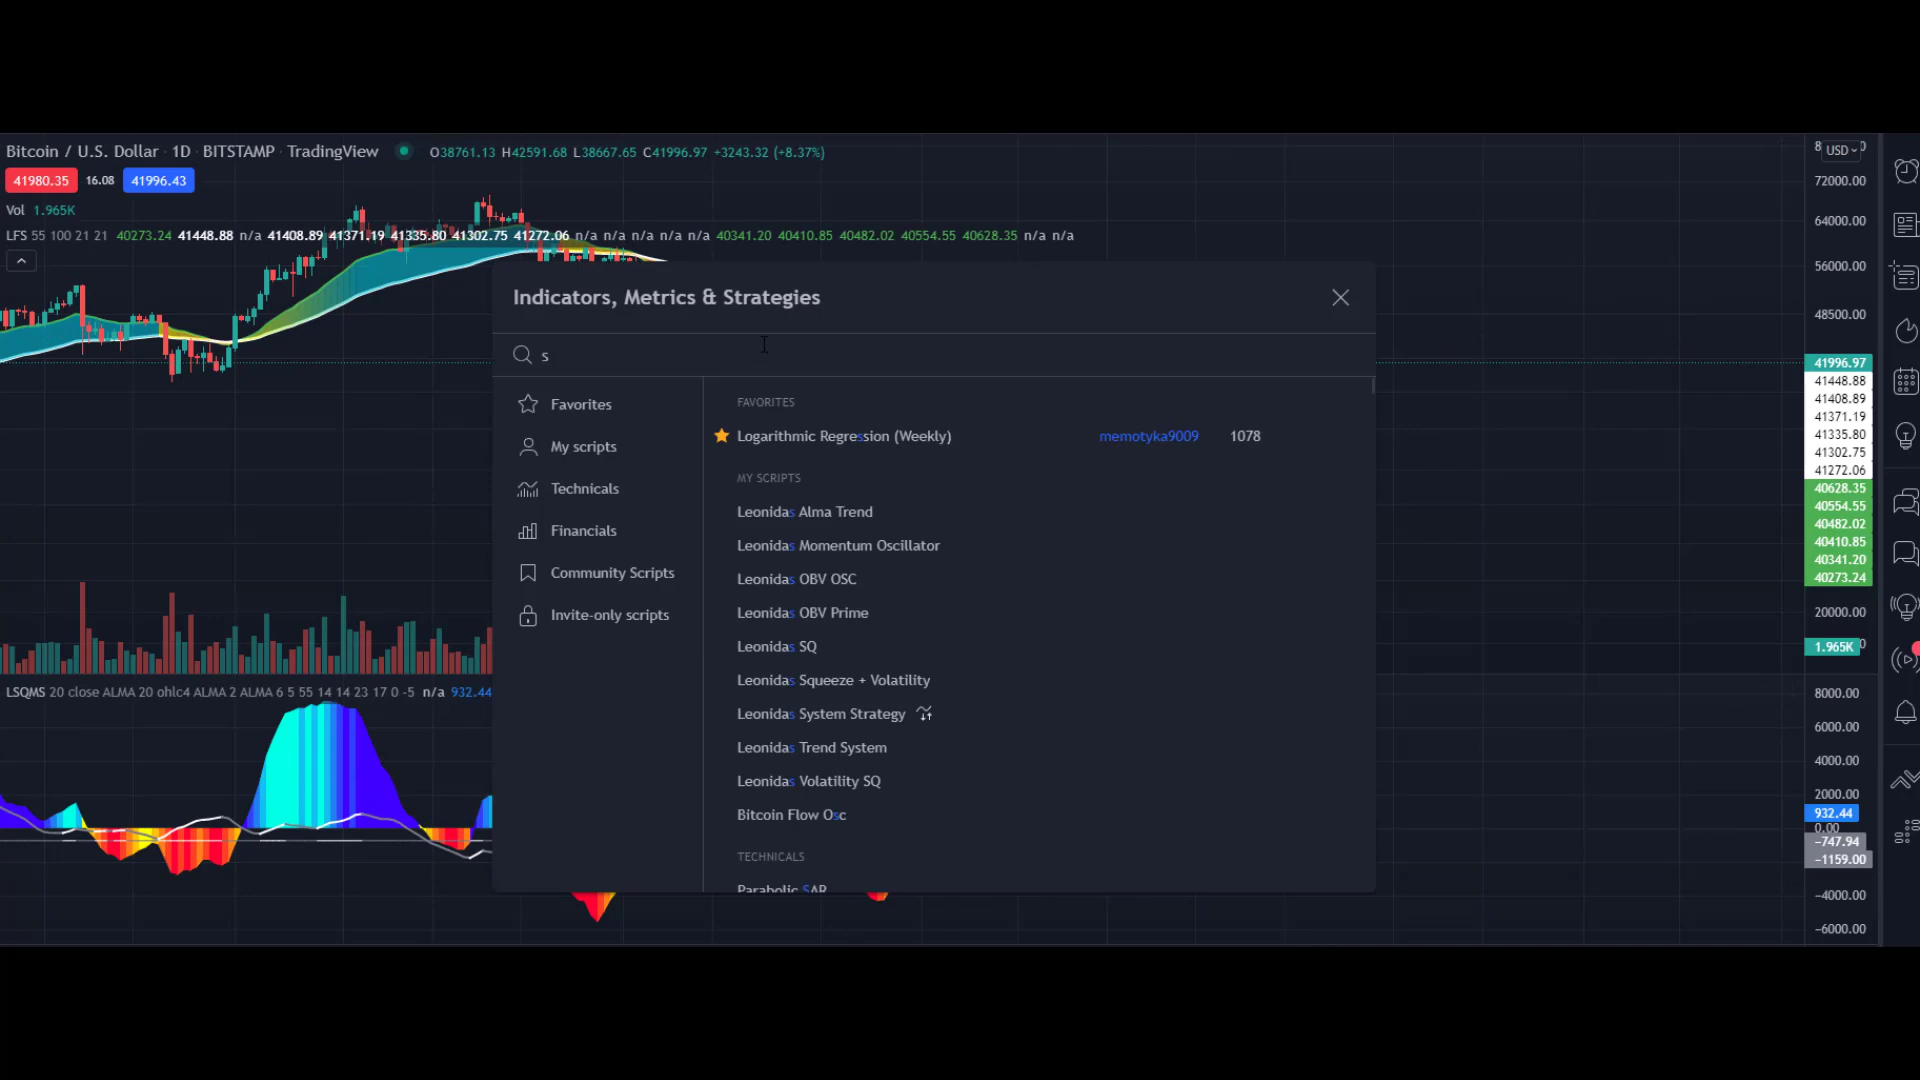 Bitcoin / U.S. Dollar 1D BITSTAMP TradingView O38761.13 H42591.68 L38667.65 C41996.97 +3243.32 (+8.37%)
41980.35 16.08 41996.43
Vol 1.965K
LFS 55 100 21 21 40273.24 41448.88 n/a 41408.89 41371.19 41335.80 41302.75 41272.06 n/a n/a n/a n/a n/a 40341.20 40410.85 40482.02 40554.55 40628.35 n/a n/a
Indicators, Metrics & Strategies
s
Favorites
My scripts
Technicals
Financials
Community Scripts
Invite-only scripts
FAVORITES
Logarithmic Regression (Weekly) memotyka9009 1078
MY SCRIPTS
Leonidas Alma Trend
Leonidas Momentum Oscillator
Leonidas OBV OSC
Leonidas OBV Prime
Leonidas SQ
Leonidas Squeeze + Volatility
Leonidas System Strategy
Leonidas Trend System
Leonidas Volatility SQ
Bitcoin Flow Osc
TECHNICALS
Parabolic SAR
LSQMS 20 close ALMA 20 ohlc4 ALMA 2 ALMA 6 5 55 14 14 23 17 0 -5 n/a 932.44
USD
72000.00
64000.00
56000.00
48500.00
41996.97
41448.88
41408.89
41371.19
41335.80
41302.75
41272.06
40628.35
40554.55
40482.02
40410.85
40341.20
40273.24
20000.00
1.965K
8000.00
6000.00
4000.00
2000.00
932.44
0.00
−747.94
−1159.00
−4000.00
−6000.00